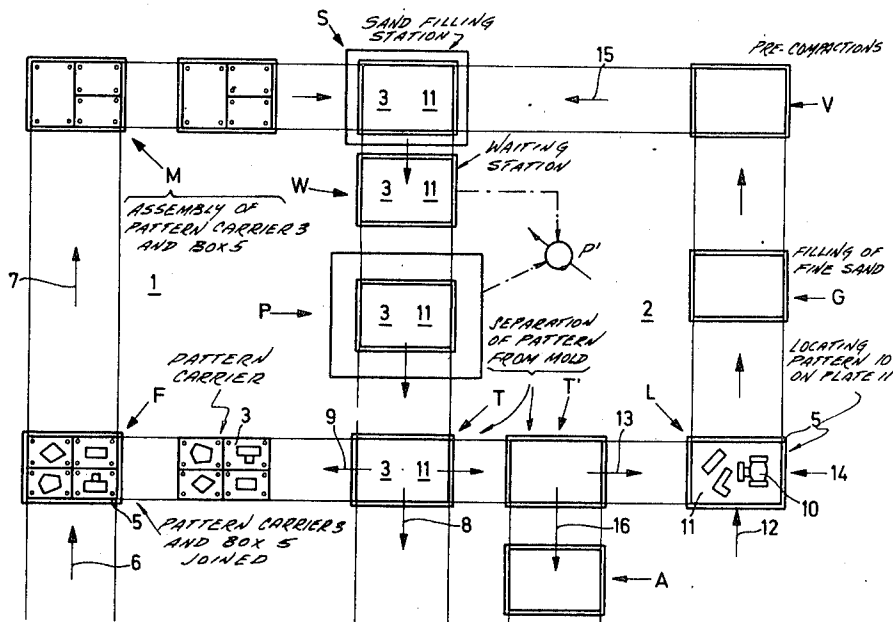 S
SAND FILLING
STATION
PRE-COMPACTIONS
15
3 11
V
M
WAITING
STATION
W
3 11
ASSEMBLY OF
PATTERN CARRIER 3
AND BOX 5
P'
FILLING OF
FINE SAND
7
1
P
3 11
2
G
SEPARATION
OF PATTERN
FROM MOLD
LOCATING
PATTERN 10
ON PLATE 11
PATTERN
CARRIER
F
3
T
T'
L
5
9
3 11
13
14
5
PATTERN CARRIER 3
AND BOX 5
JOINED
8
16
11
12
10
6
A